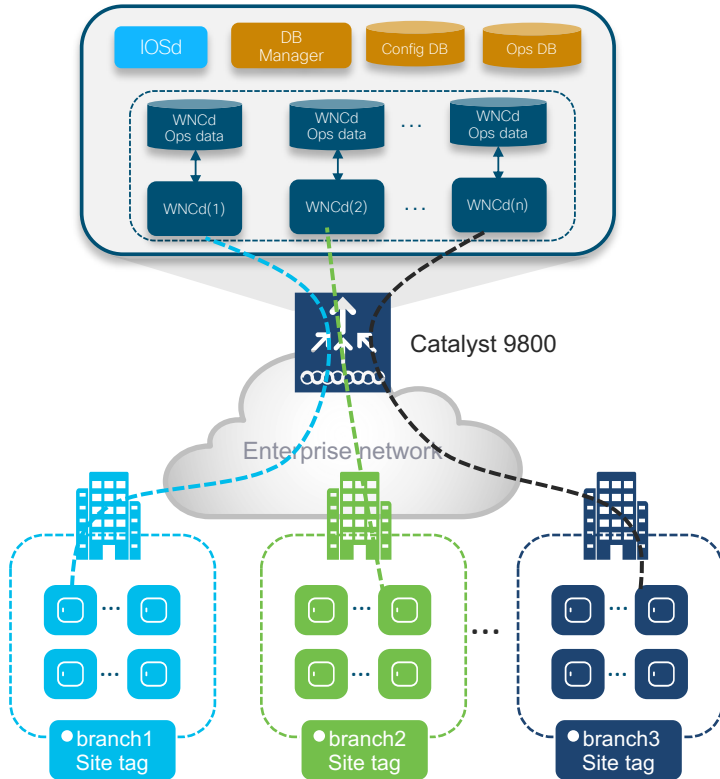 IOSd
DB
Manager
Config DB
Ops DB
WNCd
Ops data
WNCd
Ops data
...
WNCd
Ops data
WNCd(1)
WNCd(2)
...
WNCd(n)
Catalyst 9800
Enterprise network
...
...
...
...
...
...
...
branch1
Site tag
branch2
Site tag
branch3
Site tag